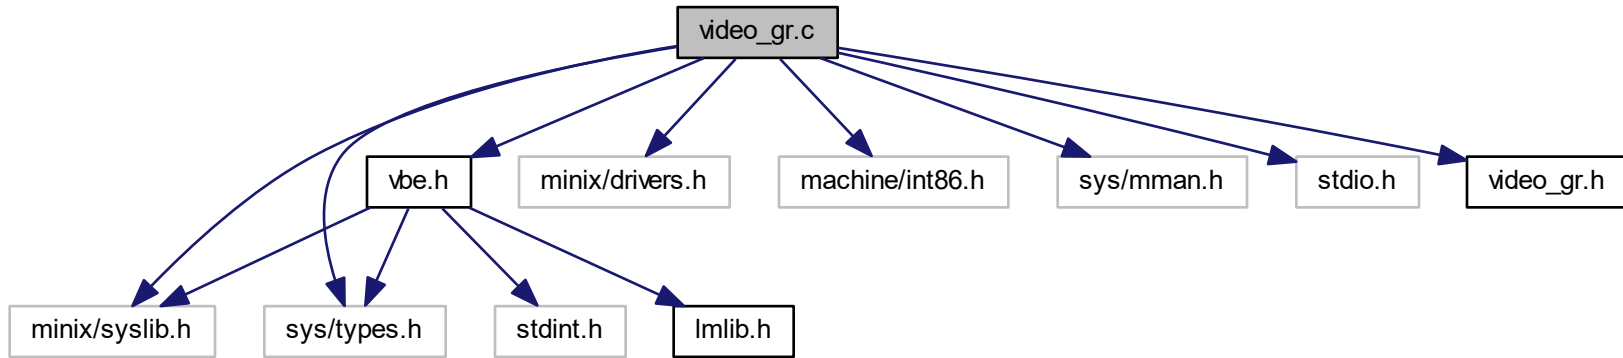 video_gr.c
vbe.h
minix/drivers.h
machine/int86.h
sys/mman.h
stdio.h
video_gr.h
minix/syslib.h
sys/types.h
stdint.h
lmlib.h